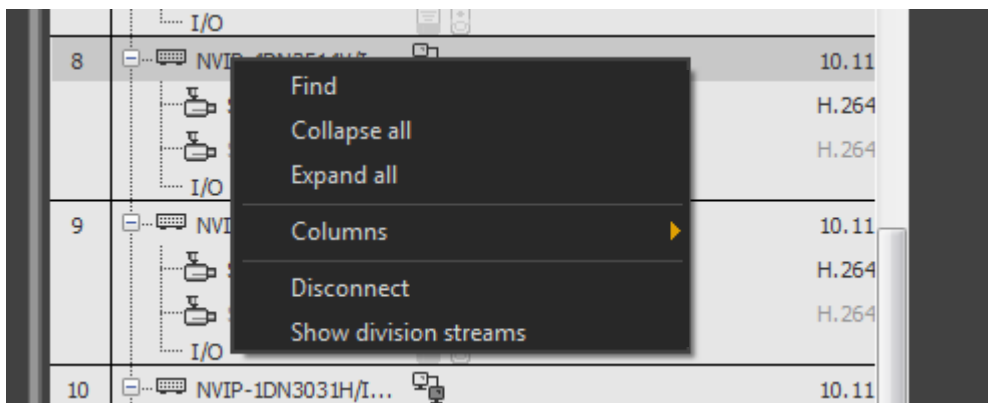 I/O
8 NVIP-1DN3514H/I... 10.11
Find
H.264
Collapse all
H.264
Expand all
I/O
9 NVI 10.11
Columns
H.264
Disconnect
H.264
Show division streams
I/O
10 NVIP-1DN3031H/I... 10.11